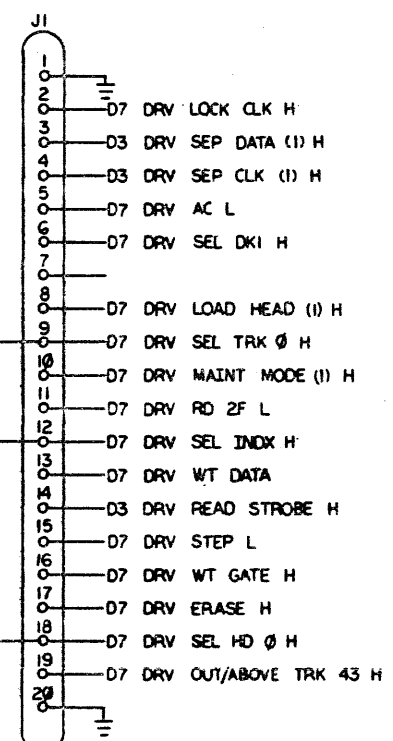 J1
1
2 D7 DRV LOCK CLK H
3 D3 DRV SEP DATA (1) H
4 D3 DRV SEP CLK (1) H
5 D7 DRV AC L
6 D7 DRV SEL DK1 H
7
8 D7 DRV LOAD HEAD (1) H
9 D7 DRV SEL TRK Ø H
1Ø D7 DRV MAINT MODE (1) H
11 D7 DRV RD 2F L
12 D7 DRV SEL INDX H
13 D7 DRV WT DATA
14 D3 DRV READ STROBE H
15 D7 DRV STEP L
16 D7 DRV WT GATE H
17 D7 DRV ERASE H
18 D7 DRV SEL HD Ø H
19 D7 DRV OUT/ABOVE TRK 43 H
2Ø